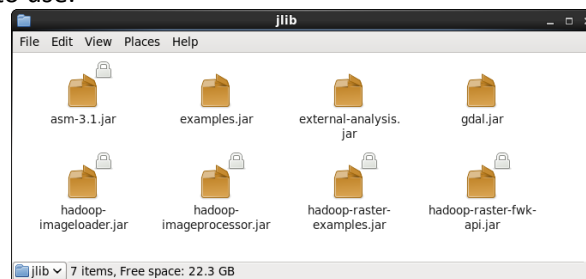 to use.
jlib
File Edit View Places Help
asm-3.1.jar
examples.jar
external-analysis.
jar
gdal.jar
hadoop-
imageloader.jar
hadoop-
imageprocessor.jar
hadoop-raster-
examples.jar
hadoop-raster-fwk-
api.jar
jlib 7 items, Free space: 22.3 GB